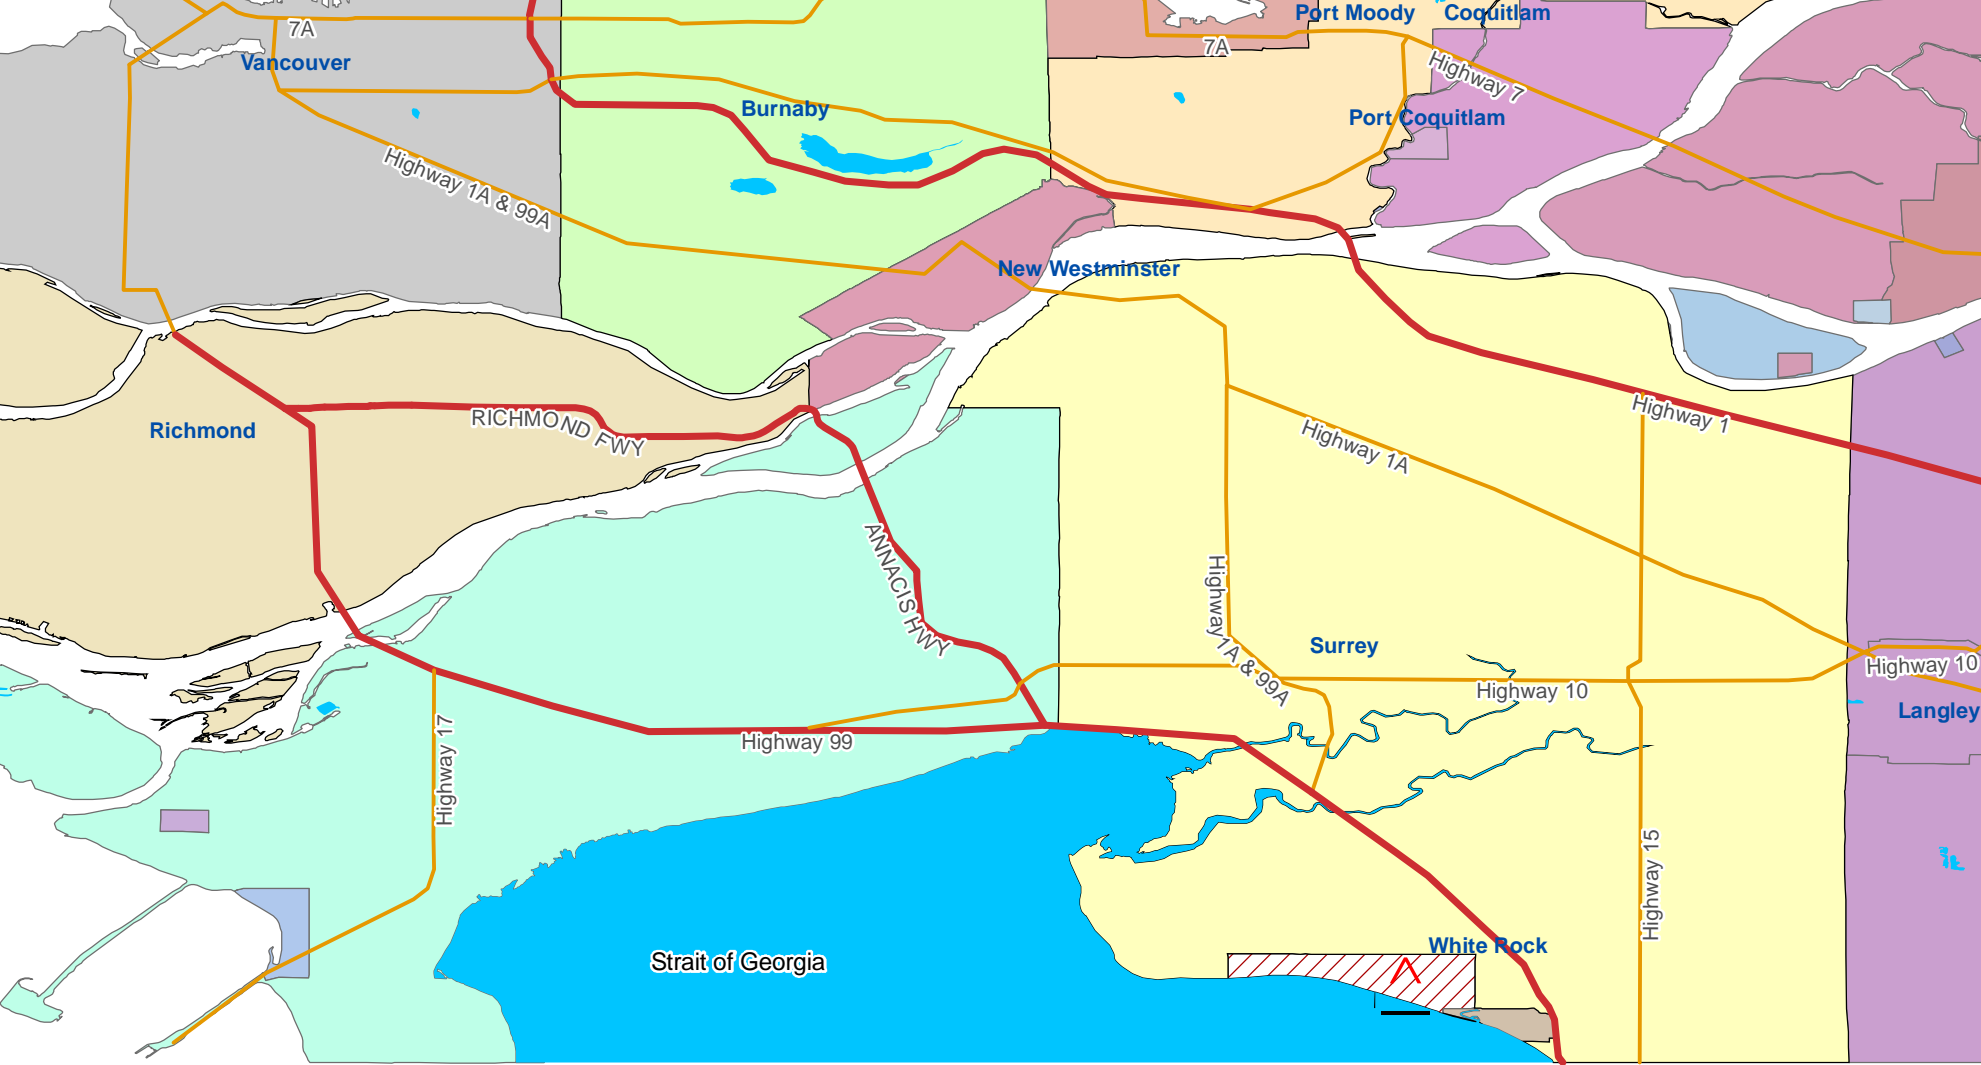 Port Moody
Coquitlam
7A
7A
Vancouver
Highway 7
Burnaby
Port Coquitlam
Highway 1A & 99A
New Westminster
Highway 1
RICHMOND FWY
Richmond
Highway 1A
ANNACIS HWY
Highway 1A & 99A
Surrey
Highway 10
Highway 10
Langley
Highway 17
Highway 99
Highway 15
White Rock
Strait of Georgia